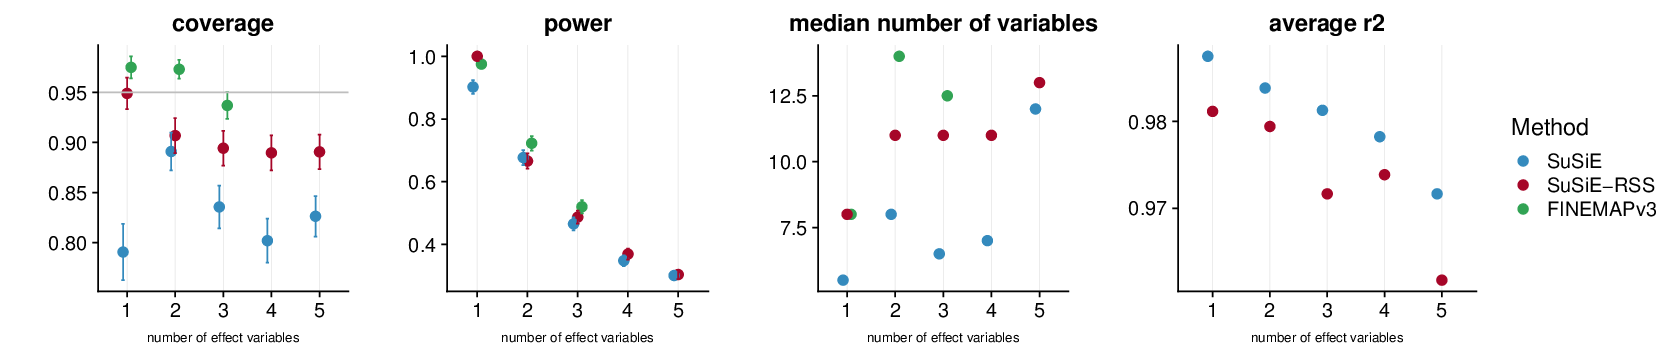 coverage
0.95
0.90
0.85
0.80
1 2 3 4 5
number of effect variables
power
1.0
0.8
0.6
0.4
1 2 3 4 5
number of effect variables
median number of variables
12.5
10.0
7.5
1 2 3 4 5
number of effect variables
average r2
0.98
0.97
1 2 3 4 5
number of effect variables
Method
SuSiE
SuSiE−RSS
FINEMAPv3